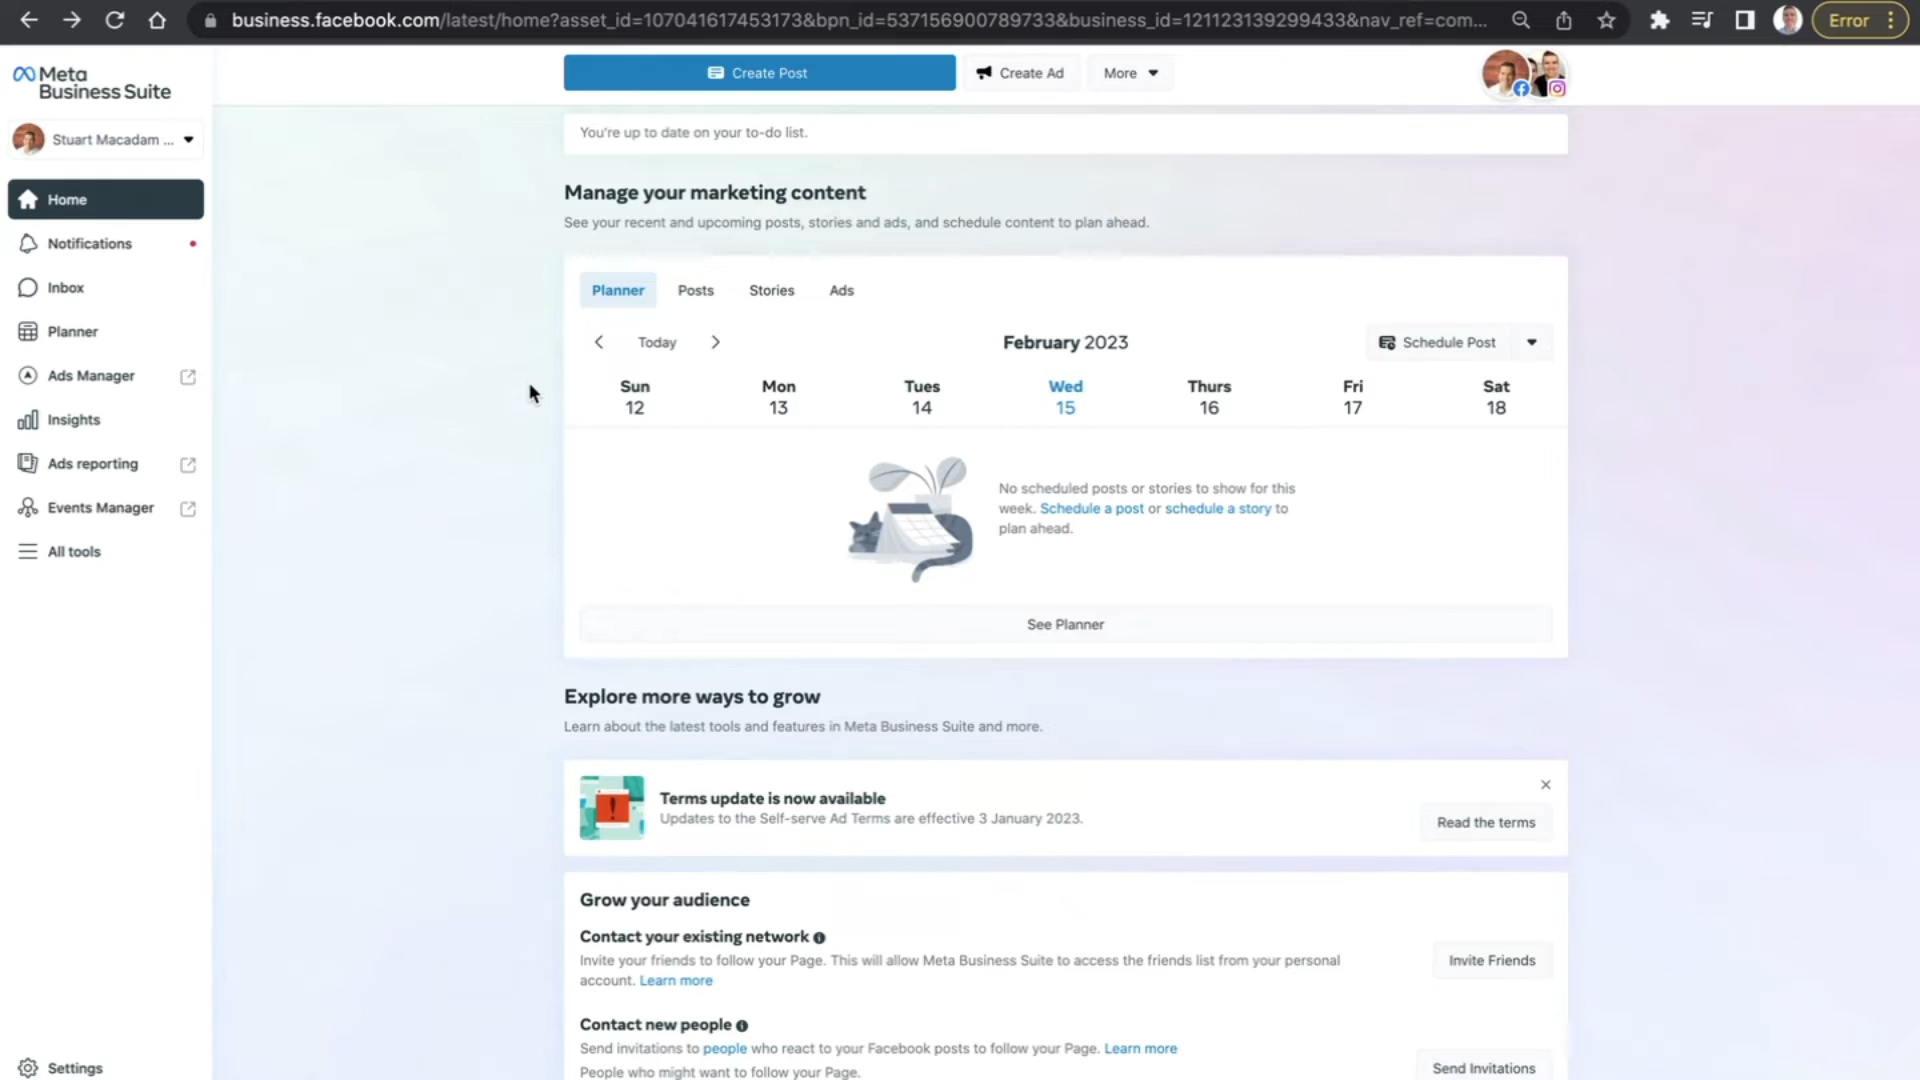 business.facebook.com/latest/home?asset_id=107041617453173&bpn_id=537156900789733&business_id=121123139299433&nav_ref=com...
Error
Meta
Business Suite
Create Post
Create Ad
More
Stuart Macadam ...
Home
Notifications
Inbox
Planner
Ads Manager
Insights
Ads reporting
Events Manager
All tools
Settings
You're up to date on your to-do list.
Manage your marketing content
See your recent and upcoming posts, stories and ads, and schedule content to plan ahead.
Planner Posts Stories Ads
Today
February 2023
Schedule Post
Sun Mon Tues Wed Thurs Fri Sat
12 13 14 15 16 17 18
No scheduled posts or stories to show for this
week. Schedule a post or schedule a story to
plan ahead.
See Planner
Explore more ways to grow
Learn about the latest tools and features in Meta Business Suite and more.
Terms update is now available
Updates to the Self-serve Ad Terms are effective 3 January 2023.
Read the terms
Grow your audience
Contact your existing network
Invite your friends to follow your Page. This will allow Meta Business Suite to access the friends list from your personal
account. Learn more
Invite Friends
Contact new people
Send invitations to people who react to your Facebook posts to follow your Page. Learn more
People who might want to follow your Page.
Send Invitations